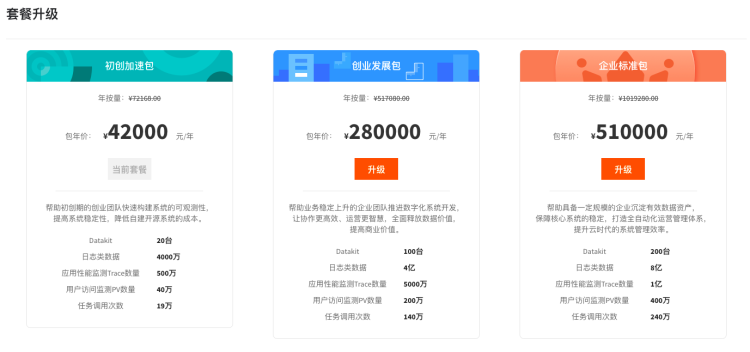 套餐升级
初创加速包
年按量: ¥72168.00
包年价: ¥42000 元/年
当前套餐
帮助初创期的创业团队快速构建系统的可观测性，
提高系统稳定性，降低自建开源系统的成本。
Datakit 20台
日志类数据 4000万
应用性能监测Trace数量 500万
用户访问监测PV数量 40万
任务调用次数 19万
创业发展包
年按量: ¥517080.00
包年价: ¥280000 元/年
升级
帮助业务稳定上升的企业团队推进数字化系统开发，
让协作更高效、运营更智慧，全面释放数据价值，
提高商业价值。
Datakit 100台
日志类数据 4亿
应用性能监测Trace数量 5000万
用户访问监测PV数量 200万
任务调用次数 140万
企业标准包
年按量: ¥1019280.00
包年价: ¥510000 元/年
升级
帮助具备一定规模的企业沉淀有效数据资产，
保障核心系统的稳定，打造全自动化运营管理体系，
提升云时代的系统管理效率。
Datakit 200台
日志类数据 8亿
应用性能监测Trace数量 1亿
用户访问监测PV数量 400万
任务调用次数 240万